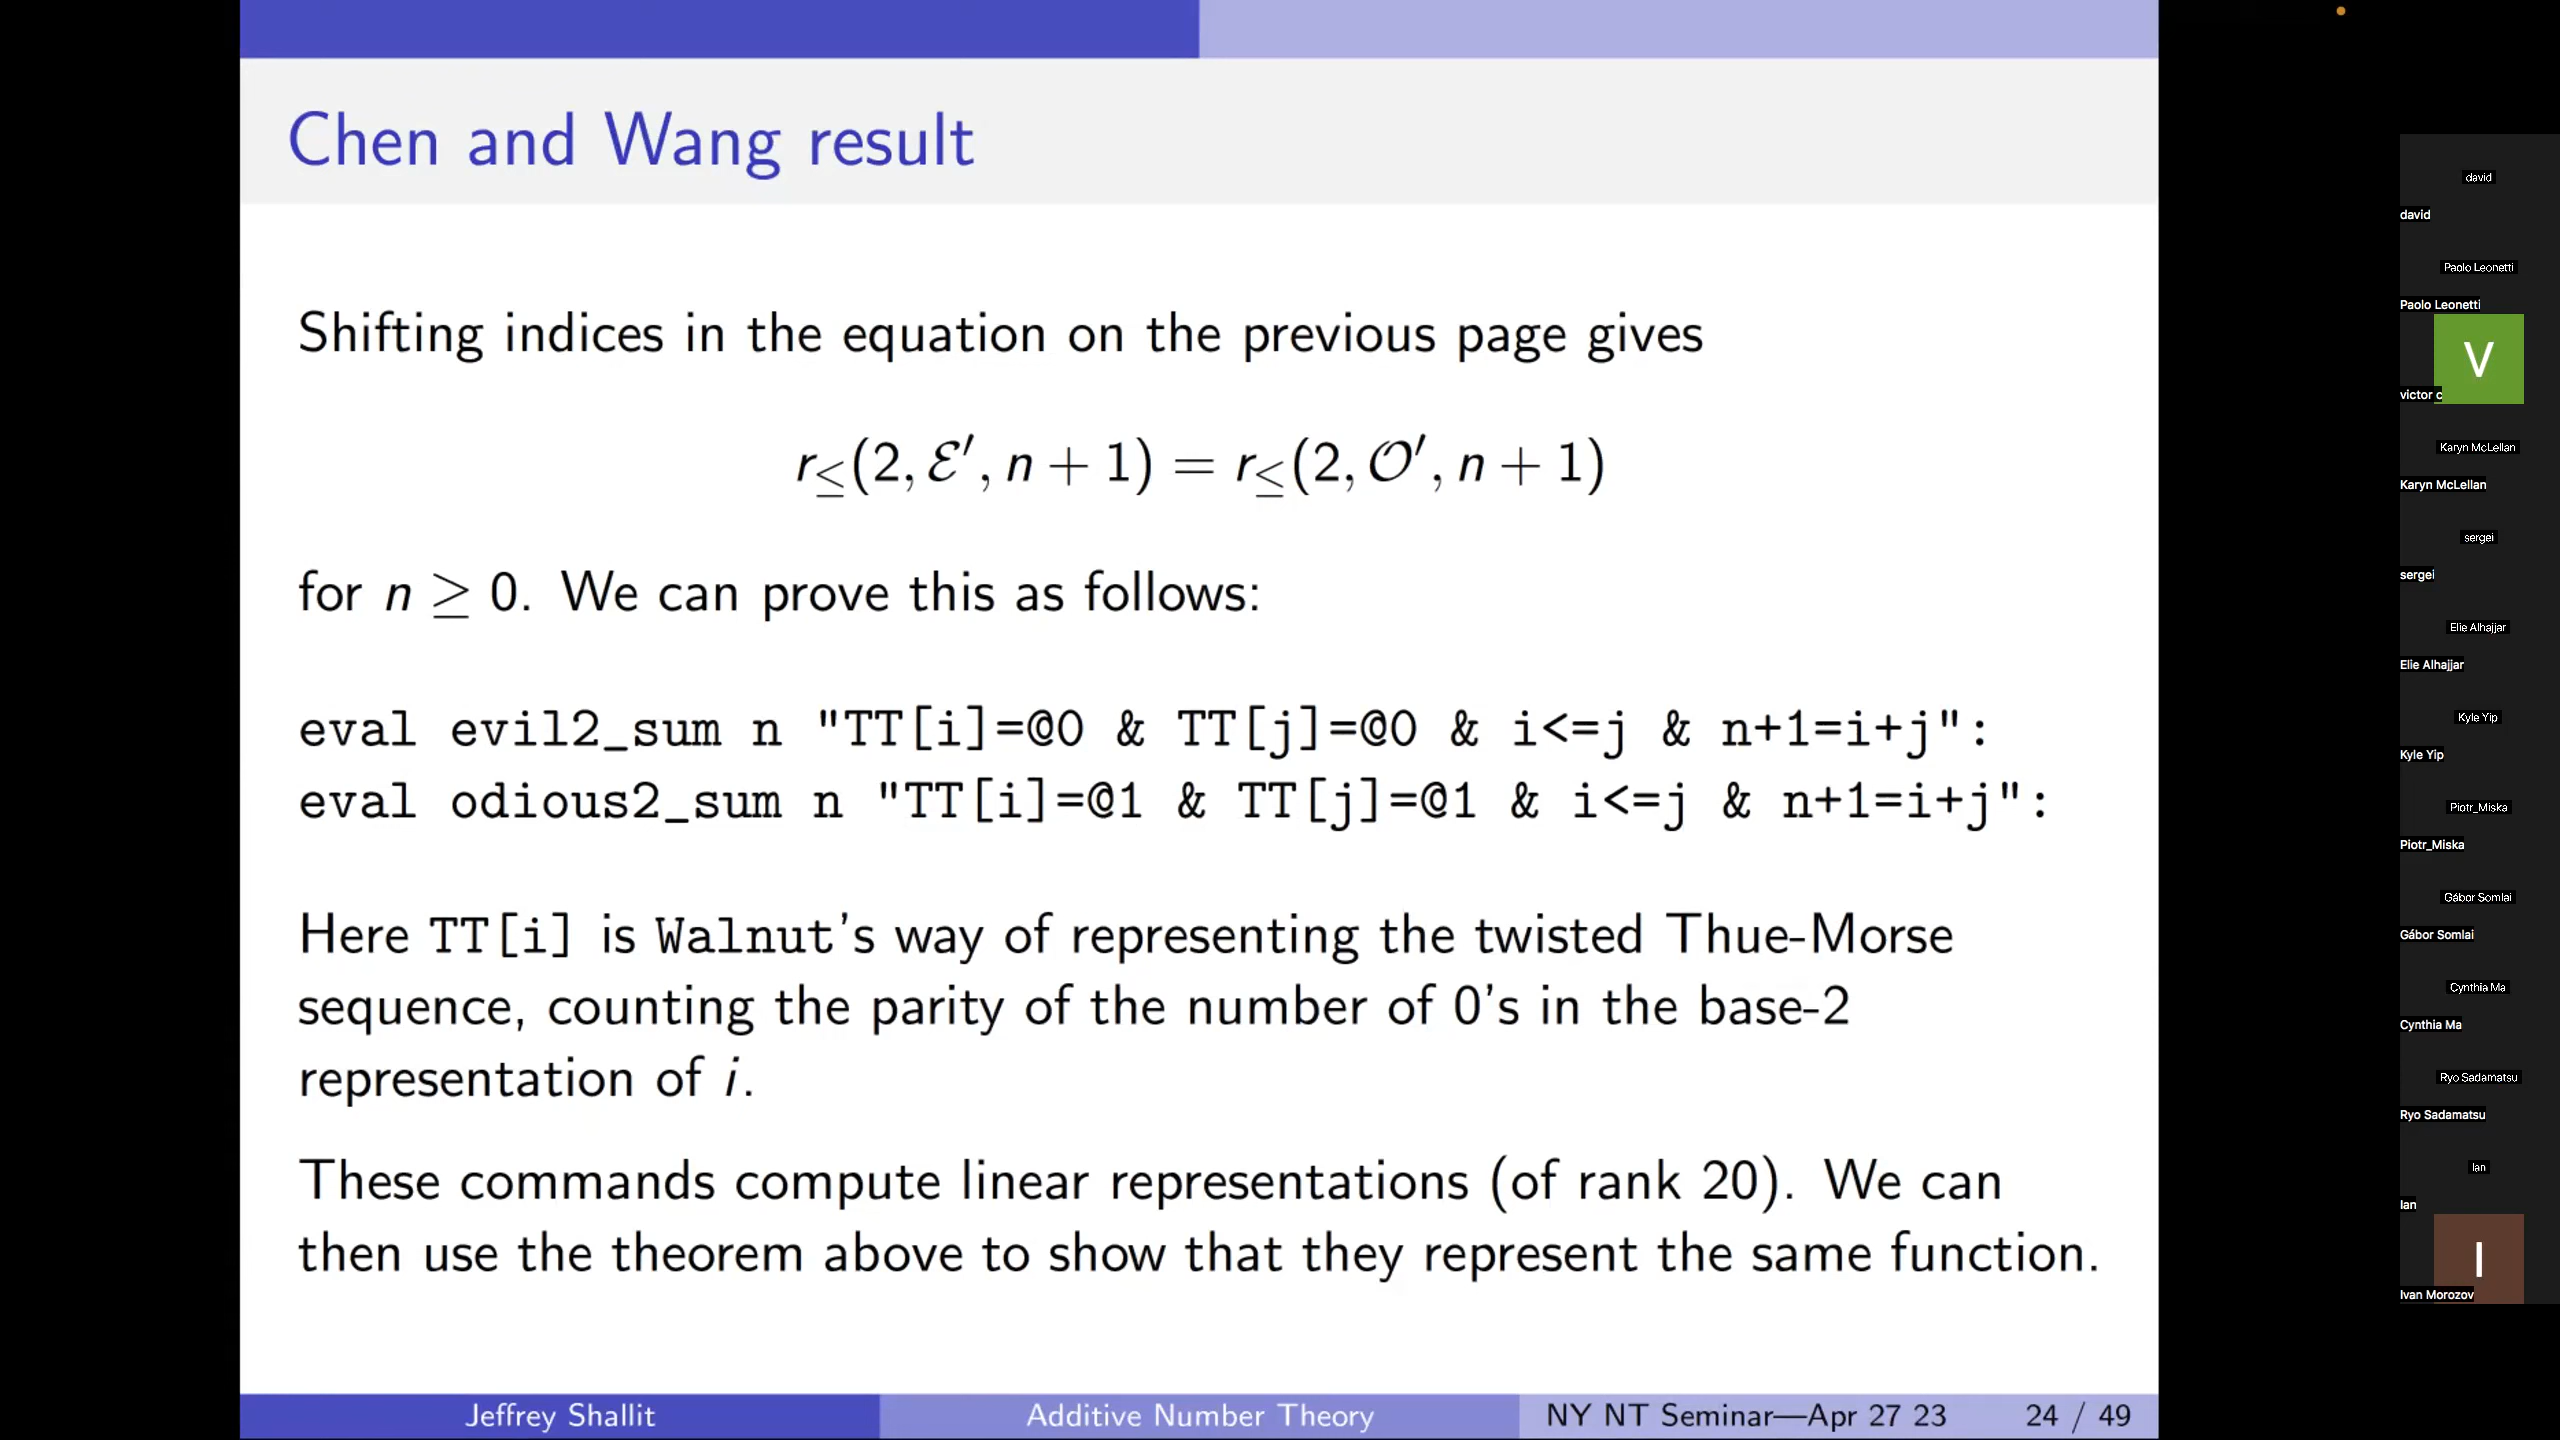 Chen and Wang result
Shifting indices in the equation on the previous page gives
r≤(2, ℰ′, n + 1) = r≤(2, 𝒪′, n + 1)
for n ≥ 0. We can prove this as follows:
eval evil2_sum n "TT[i]=@0 & TT[j]=@0 & i<=j & n+1=i+j":
eval odious2_sum n "TT[i]=@1 & TT[j]=@1 & i<=j & n+1=i+j":
Here TT[i] is Walnut's way of representing the twisted Thue-Morse
sequence, counting the parity of the number of 0's in the base-2
representation of i.
These commands compute linear representations (of rank 20). We can
then use the theorem above to show that they represent the same function.
Jeffrey Shallit
Additive Number Theory
NY NT Seminar—Apr 27 23
24 / 49
david
david
Paolo Leonetti
Paolo Leonetti
V
victor c
Karyn McLellan
Karyn McLellan
sergei
sergei
Elie Alhajjar
Elie Alhajjar
Kyle Yip
Kyle Yip
Piotr_Miska
Piotr_Miska
Gábor Somlai
Gábor Somlai
Cynthia Ma
Cynthia Ma
Ryo Sadamatsu
Ryo Sadamatsu
Ian
Ian
I
Ivan Morozov